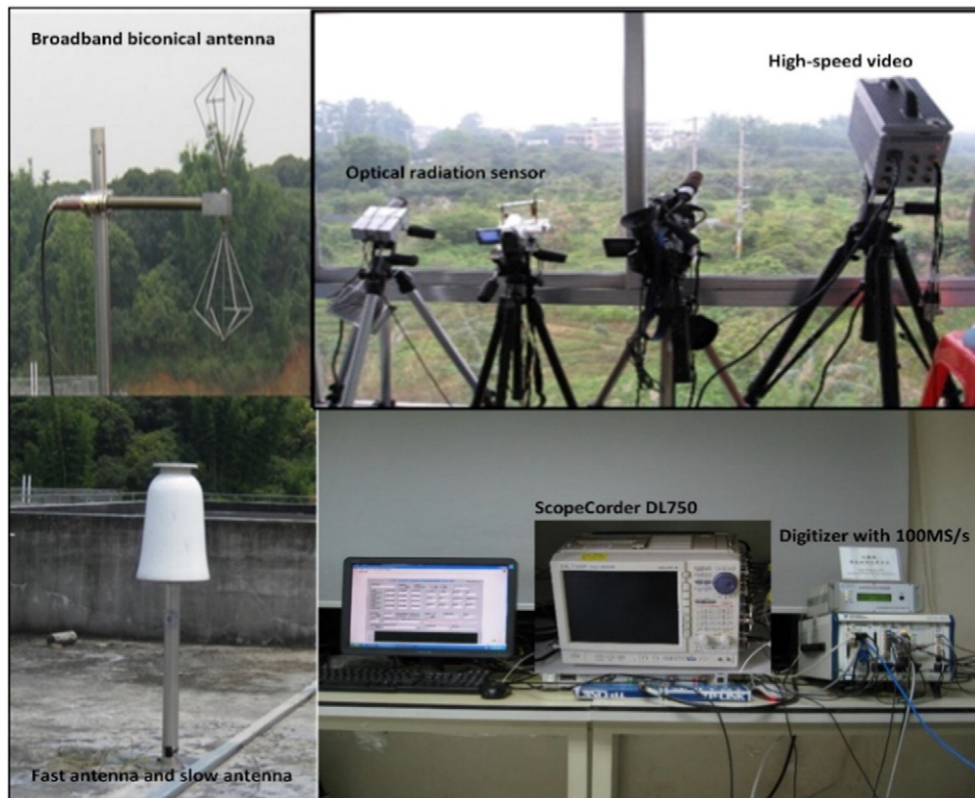 Broadband biconical antenna
High-speed video
Optical radiation sensor
ScopeCorder DL750
Digitizer with 100MS/s
Fast antenna and slow antenna